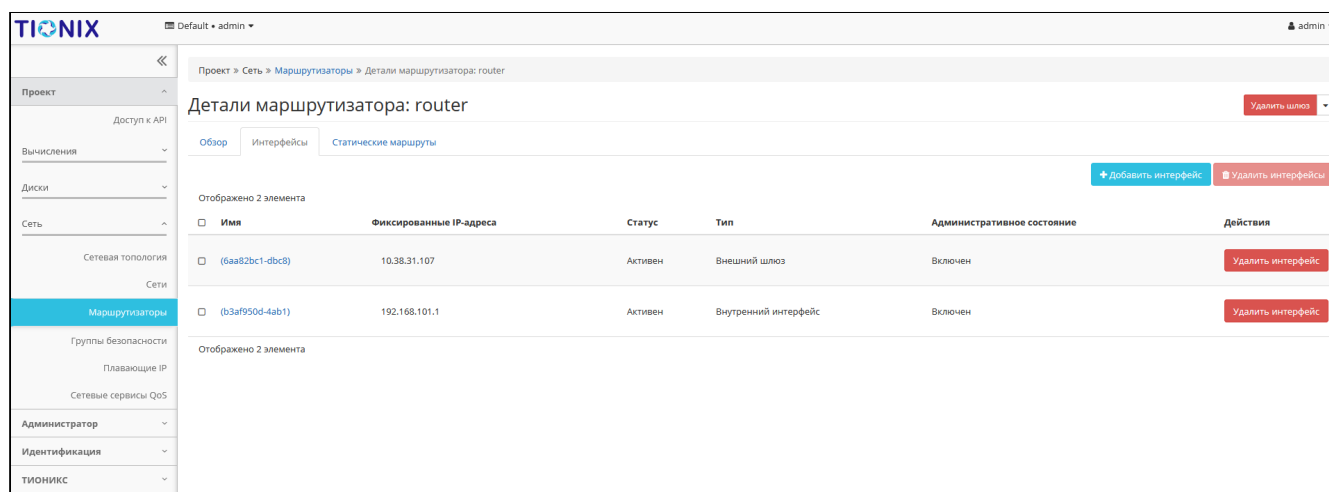 TIONIX
Default • admin
admin
Проект » Сеть » Маршрутизаторы » Детали маршрутизатора: router
Проект
Доступ к API
Вычисления
Диски
Сеть
Сетевая топология
Сети
Маршрутизаторы
Группы безопасности
Плавающие IP
Сетевые сервисы QoS
Администратор
Идентификация
ТИОНИКС
Детали маршрутизатора: router
Удалить шлюз
Обзор Интерфейсы Статические маршруты
+ Добавить интерфейс Удалить интерфейсы
Отображено 2 элемента
Имя Фиксированные IP-адреса Статус Тип Административное состояние Действия
(6aa82bc1-dbc8) 10.38.31.107 Активен Внешний шлюз Включен Удалить интерфейс
(b3af950d-4ab1) 192.168.101.1 Активен Внутренний интерфейс Включен Удалить интерфейс
Отображено 2 элемента